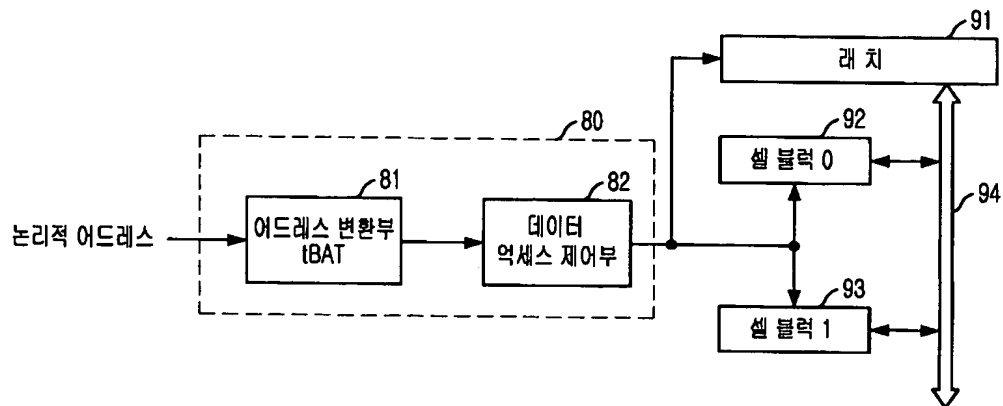 91
래 치
80
92
셀 블럭 0
81
82
94
논리적 어드레스
어드레스 변환부
tBAT
데이터
억세스 제어부
93
셀 블럭 1